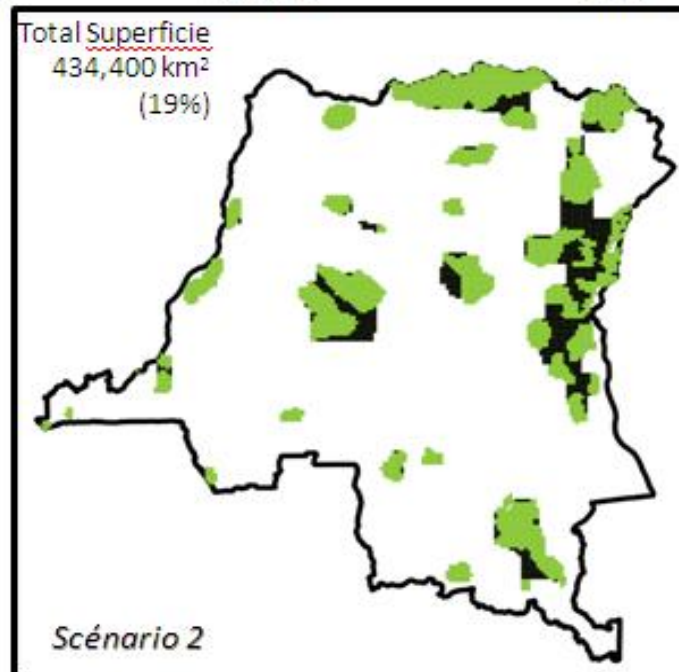 Total Superficie
434,400 km²
(19%)
Scénario 2